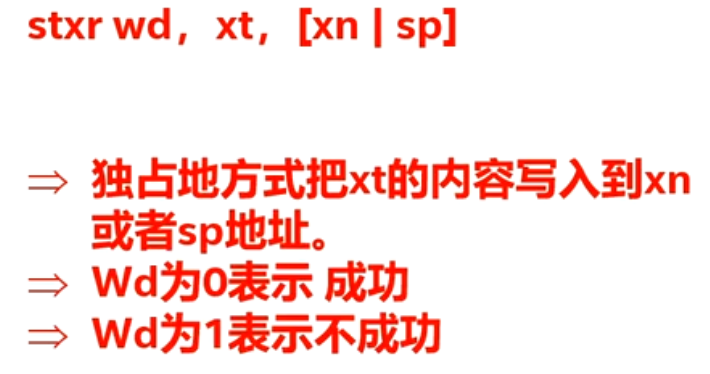 stxr wd，xt，[xn | sp]
⇒ 独占地方式把xt的内容写入到xn
或者sp地址。
⇒ Wd为0表示 成功
⇒ Wd为1表示不成功